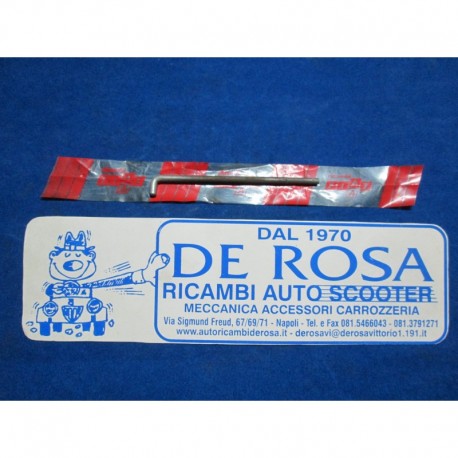 DAL 1970
DE ROSA
RICAMBI AUTO SCOOTER
MECCANICA ACCESSORI CARROZZERIA
Via Sigmund Freud, 67/69/71 - Napoli - Tel. e Fax 081.5466043 - 081.3791271
www.autoricambiderosa.it - derosavi@derosavittorio1.191.it